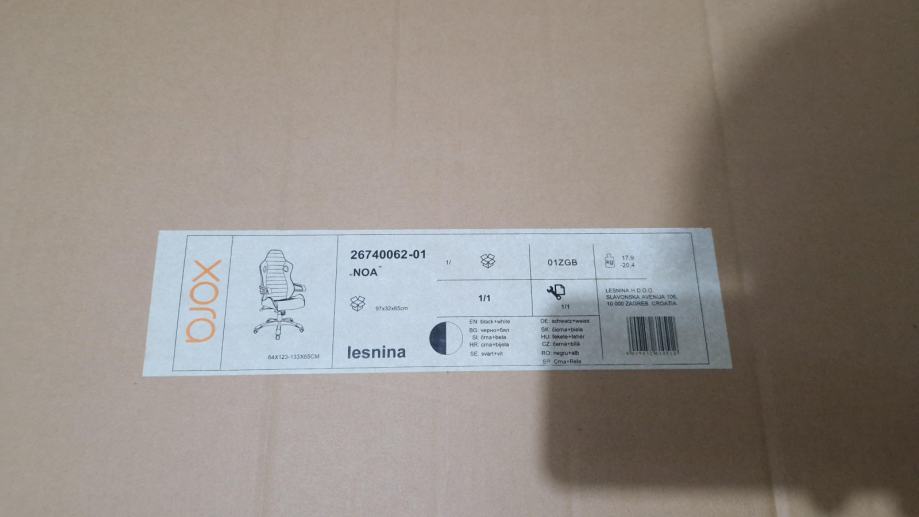 xora
64X123-133X65CM
26740062-01
„NOA“
97x32x65cm
lesnina
1/
1/1
01ZGB
1/1
kg
17,9
-20,4
LESNINA H D.O.O.
SLAVONSKA AVENIJA 106,
10 000 ZAGREB, CROATIA
EN: black+white
BG: черно+бял
SI: črna+bela
HR: crna+bijela
SE: svart+vit
DE: schwarz+weiss
SK: čierna+biela
HU: fekete+fehér
CZ: černá+bílá
RO: negru+alb
SR: Crna+Bela